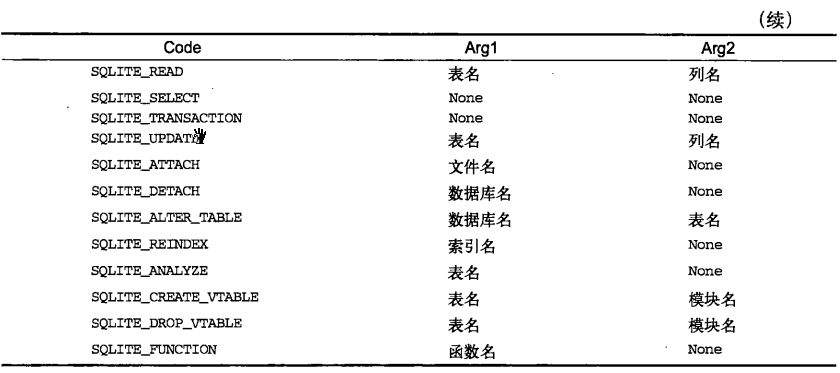 (续)
Code Arg1 Arg2
SQLITE_READ 表名 列名
SQLITE_SELECT None None
SQLITE_TRANSACTION None None
SQLITE_UPDAT 表名 列名
SQLITE_ATTACH 文件名 None
SQLITE_DETACH 数据库名 None
SQLITE_ALTER_TABLE 数据库名 表名
SQLITE_REINDEX 索引名 None
SQLITE_ANALYZE 表名 None
SQLITE_CREATE_VTABLE 表名 模块名
SQLITE_DROP_VTABLE 表名 模块名
SQLITE_FUNCTION 函数名 None